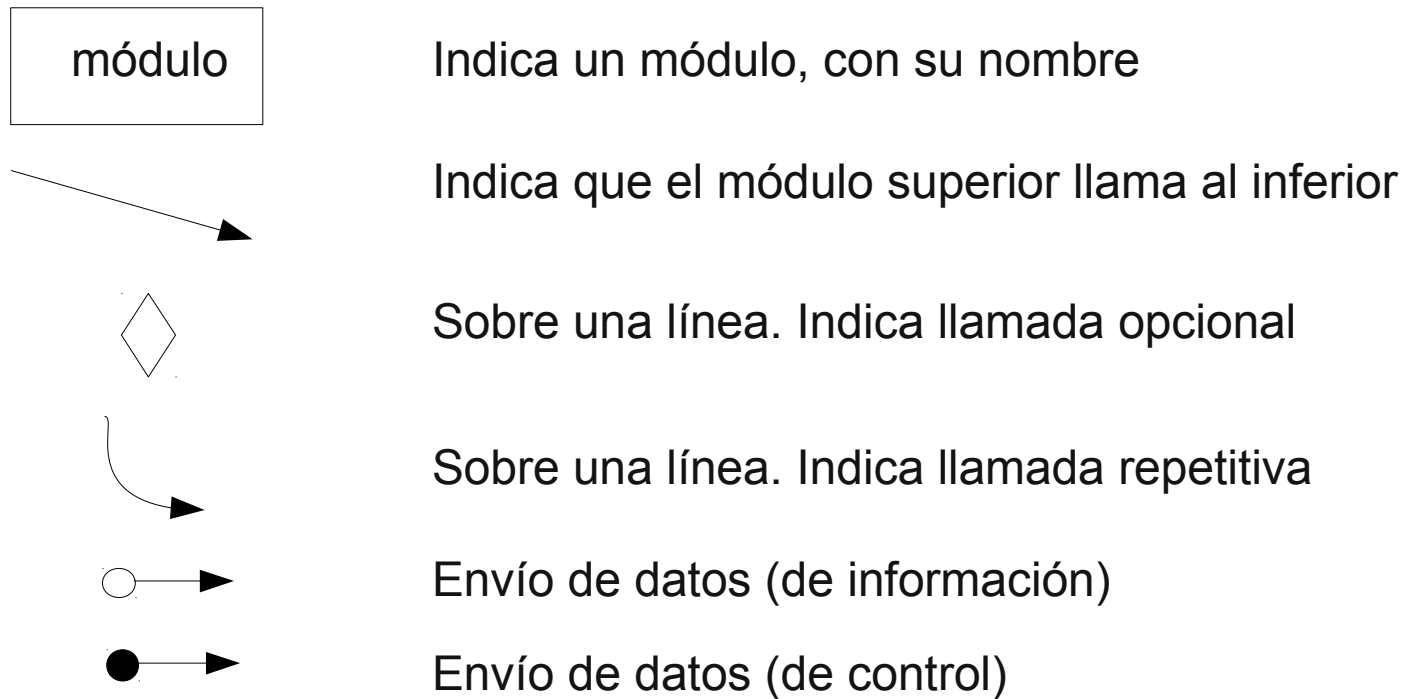 módulo
Indica un módulo, con su nombre
Indica que el módulo superior llama al inferior
Sobre una línea. Indica llamada opcional
Sobre una línea. Indica llamada repetitiva
Envío de datos (de información)
Envío de datos (de control)